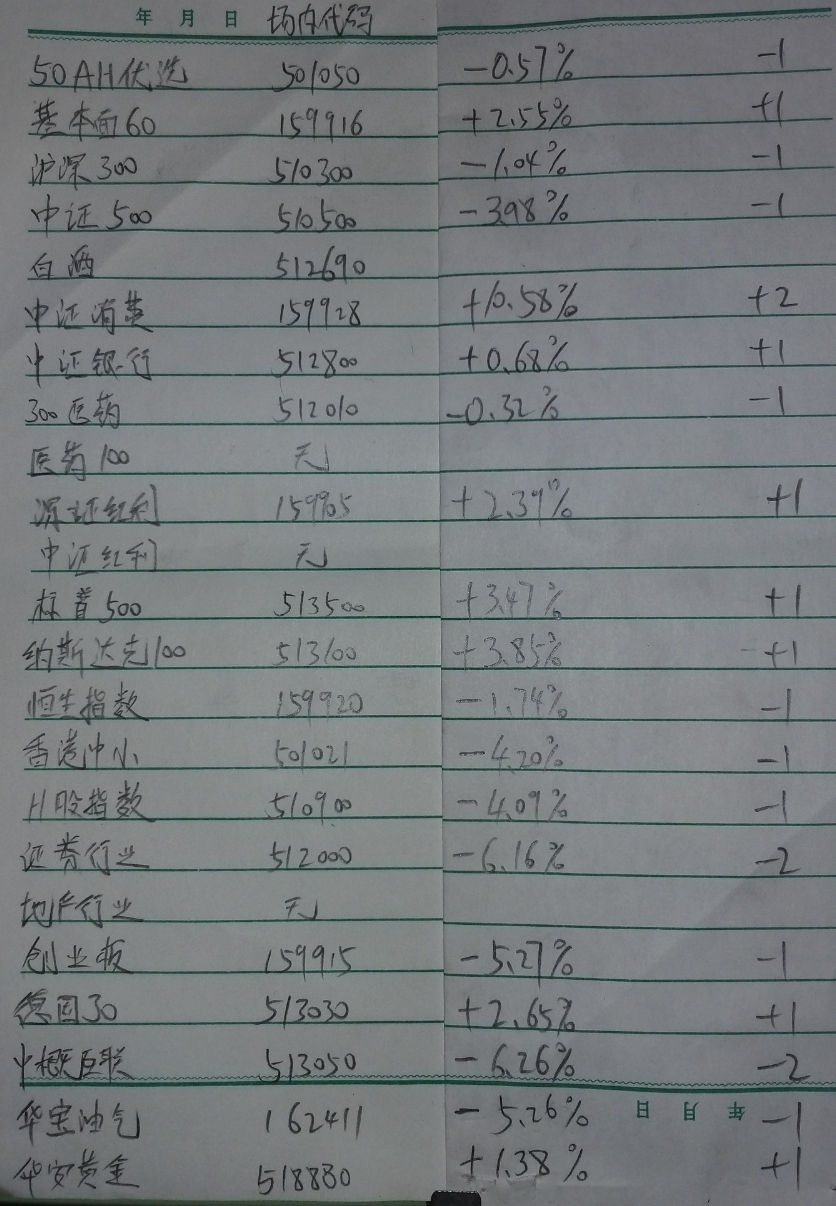 年 月 日 场内代码
50AH优选 501050 -0.57% -1
基本面60 159916 +2.55% +1
沪深300 510300 -1.04% -1
中证500 510500 -3.98% -1
白酒 512690
中证消费 159928 +10.58% +2
中证银行 512800 +0.68% +1
300医药 512010 -0.32% -1
医药100 无
深证红利 159905 +2.39% +1
中证红利 无
标普500 513500 +3.47% +1
纳斯达克100 513100 +3.85% +1
恒生指数 159920 -1.74% -1
香港中小 501021 -4.20% -1
H股指数 510900 -4.09% -1
证券行业 512000 -6.16% -2
地产行业 无
创业板 159915 -5.27% -1
德国30 513030 +2.65% +1
中概互联 513050 -6.26% -2
华宝油气 162411 -5.26% 日 月 年 -1
华安黄金 518880 +1.38% +1